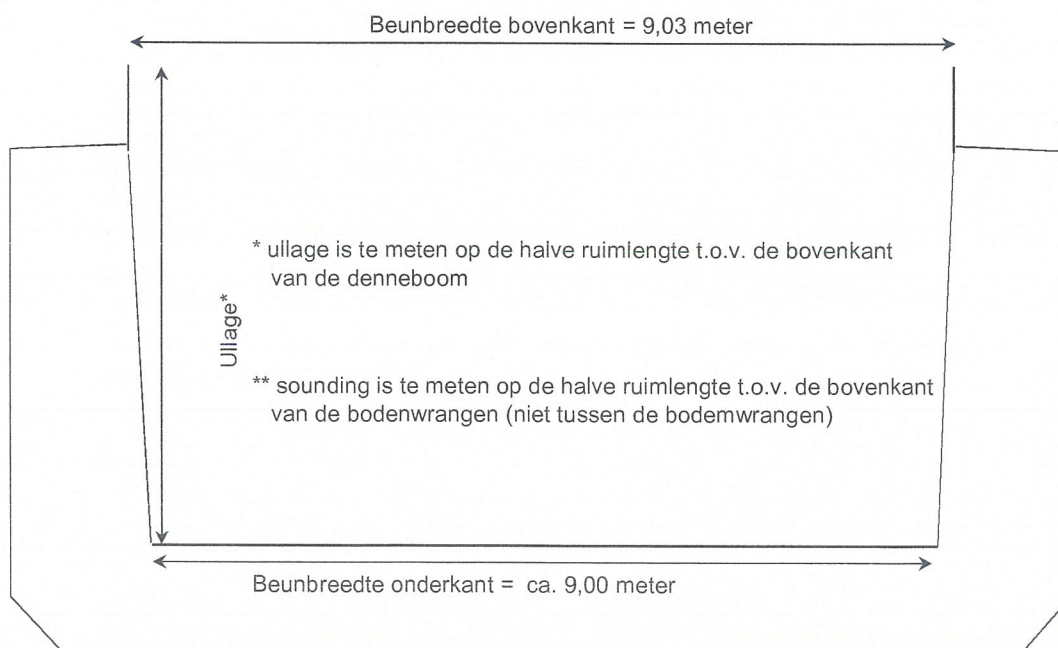 Beunbreedte bovenkant = 9,03 meter
* ullage is te meten op de halve ruimlengte t.o.v. de bovenkant
van de denneboom
Ullage*
** sounding is te meten op de halve ruimlengte t.o.v. de bovenkant
van de bodenwrangen (niet tussen de bodemwrangen)
Beunbreedte onderkant = ca. 9,00 meter